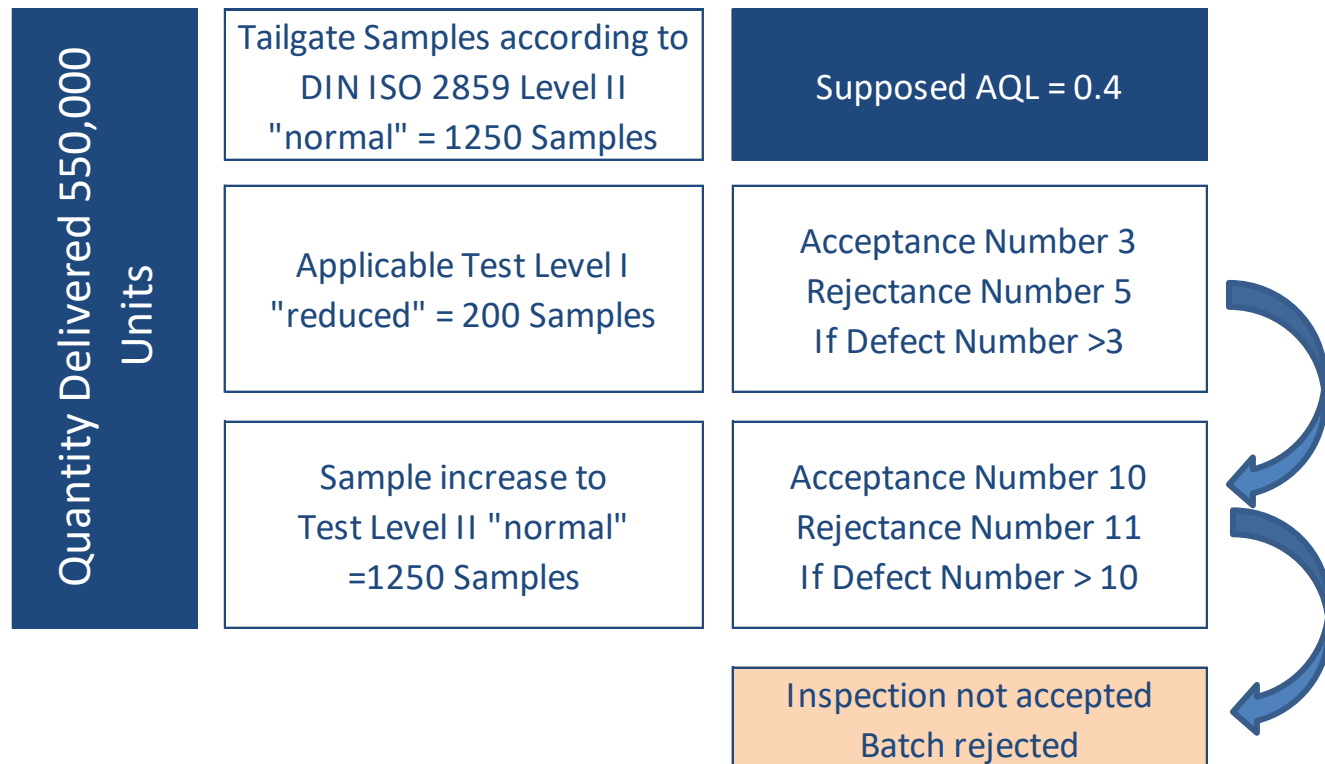 Quantity Delivered 550,000
Units
Tailgate Samples according to
DIN ISO 2859 Level II
"normal" = 1250 Samples
Supposed AQL = 0.4
Applicable Test Level I
"reduced" = 200 Samples
Acceptance Number 3
Rejectance Number 5
If Defect Number >3
Sample increase to
Test Level II "normal"
=1250 Samples
Acceptance Number 10
Rejectance Number 11
If Defect Number > 10
Inspection not accepted
Batch rejected